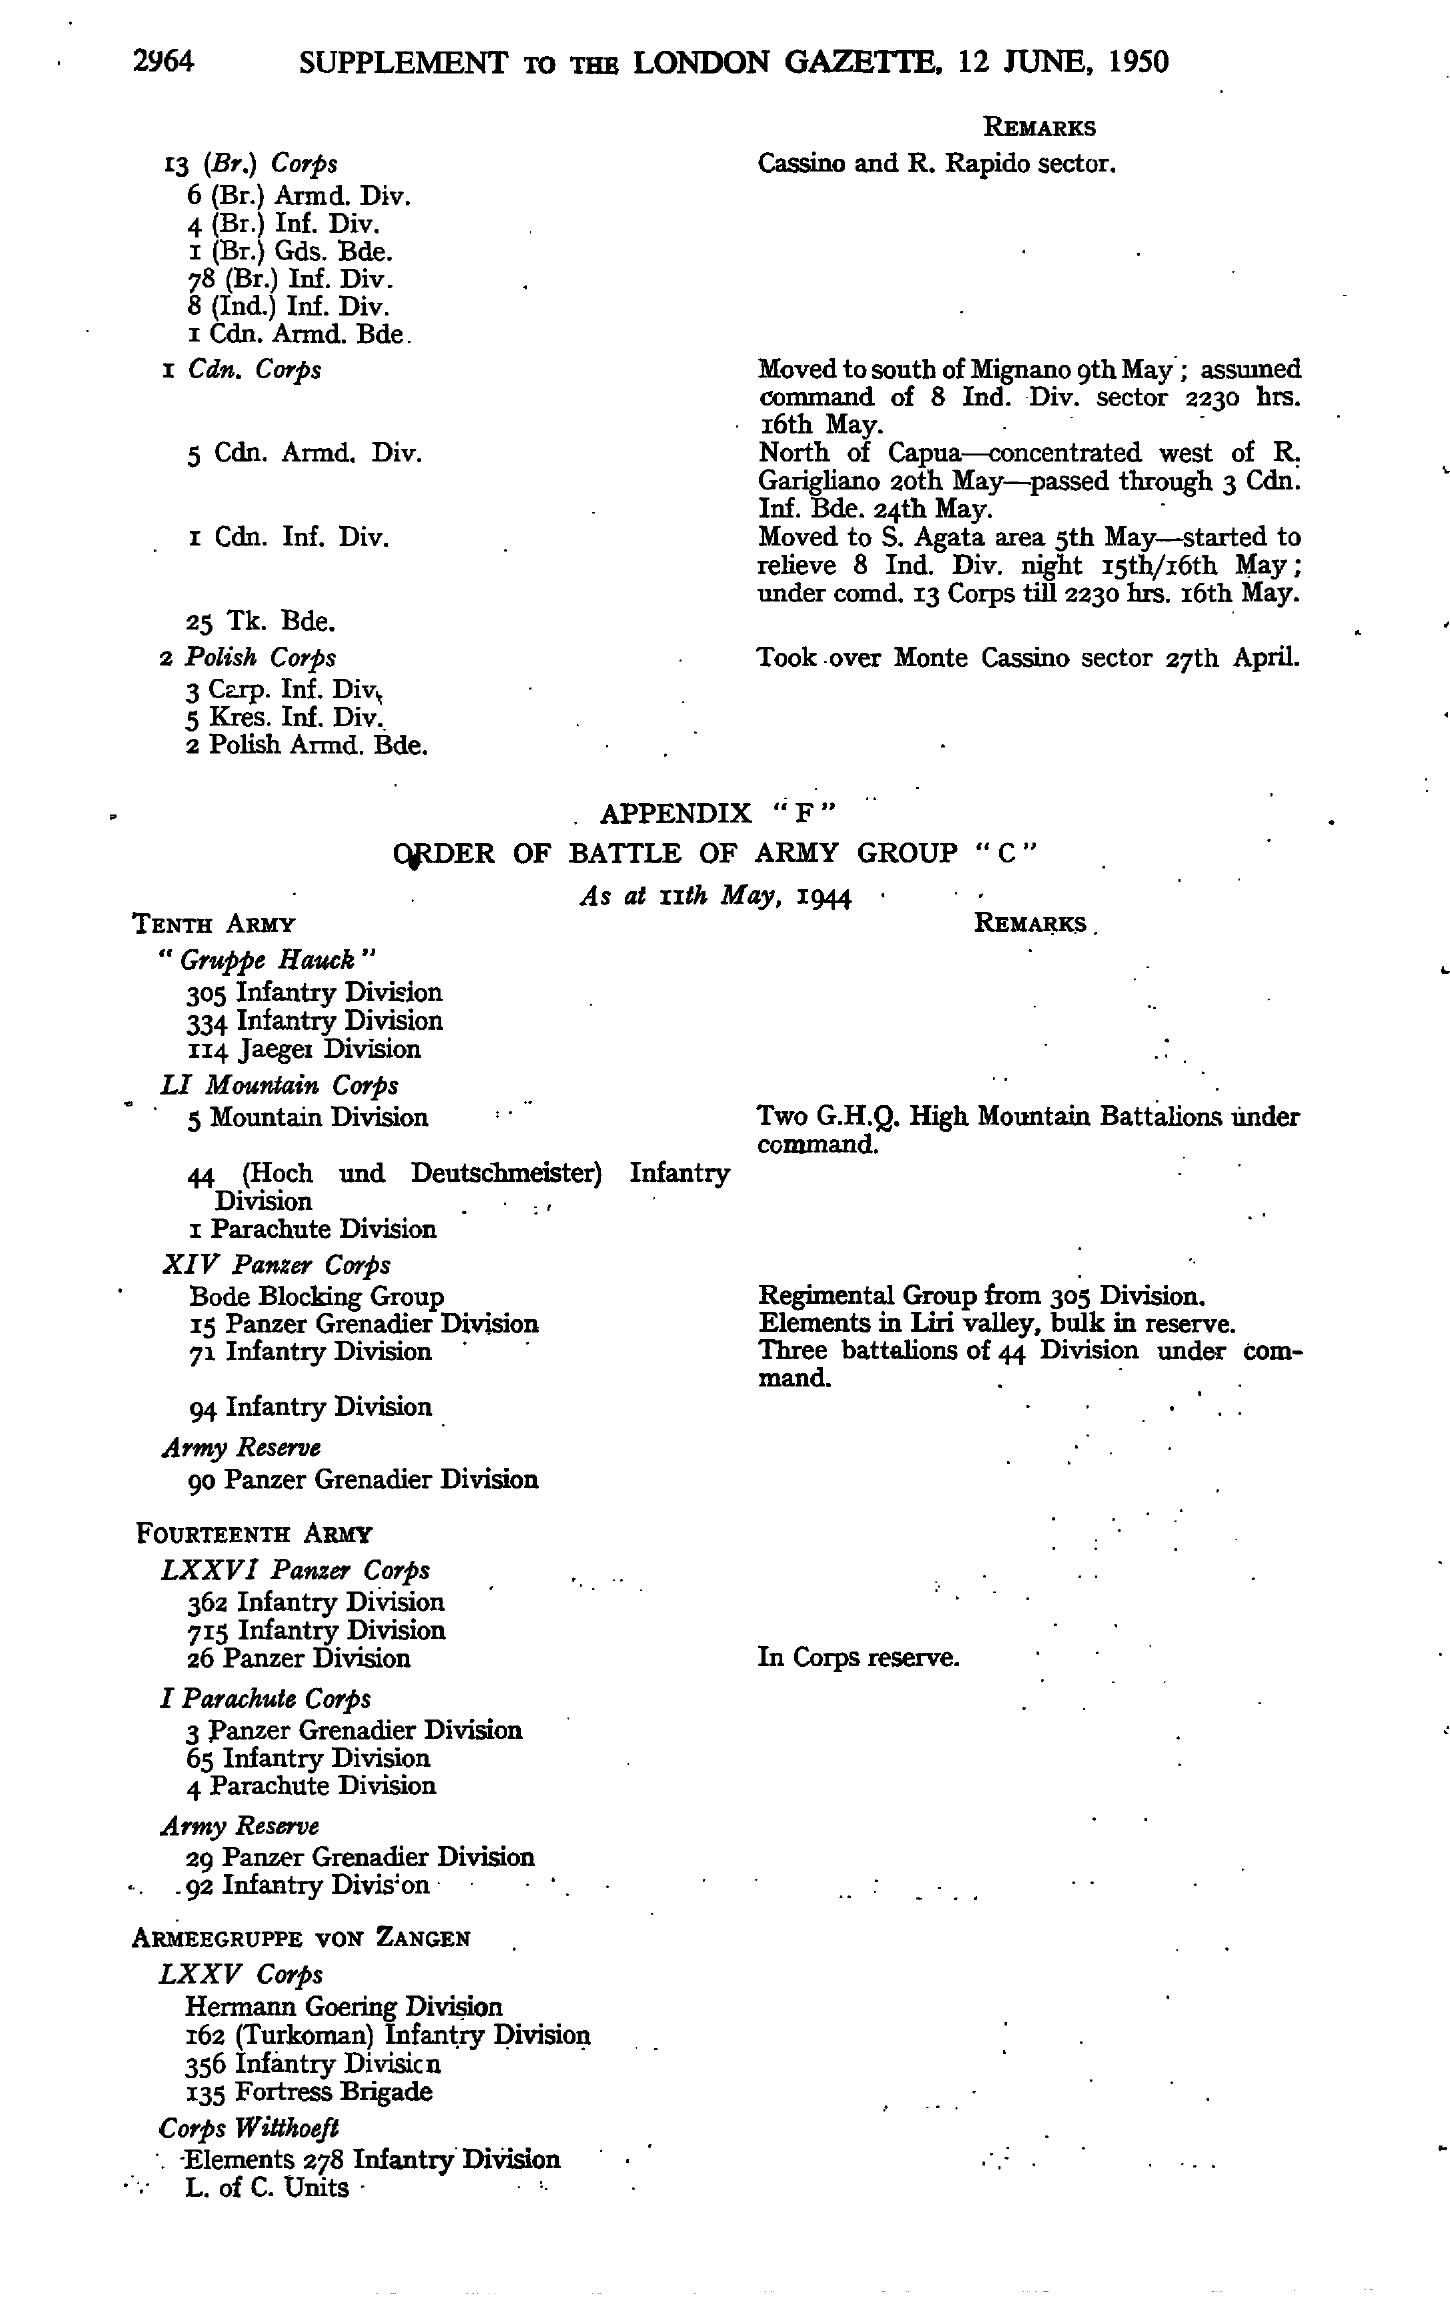 2964 SUPPLEMENT TO THE LONDON GAZETTE, 12 JUNE, 1950
REMARKS
13 (Br.) Corps Cassino and R. Rapido sector.
6 (Br.) Armd. Div.
4 (Br.) Inf. Div.
1 (Br.) Gds. Bde.
78 (Br.) Inf. Div.
8 (Ind.) Inf. Div.
1 Cdn. Armd. Bde.
1 Cdn. Corps Moved to south of Mignano 9th May; assumed
command of 8 Ind. Div. sector 2230 hrs.
16th May.
5 Cdn. Armd. Div. North of Capua—concentrated west of R.
Garigliano 20th May—passed through 3 Cdn.
Inf. Bde. 24th May.
1 Cdn. Inf. Div. Moved to S. Agata area 5th May—started to
relieve 8 Ind. Div. night 15th/16th May;
under comd. 13 Corps till 2230 hrs. 16th May.
25 Tk. Bde.
2 Polish Corps Took over Monte Cassino sector 27th April.
3 Carp. Inf. Div.
5 Kres. Inf. Div.
2 Polish Armd. Bde.
APPENDIX "F"
ORDER OF BATTLE OF ARMY GROUP "C"
As at 11th May, 1944
TENTH ARMY REMARKS
"Gruppe Hauck"
305 Infantry Division
334 Infantry Division
114 Jaeger Division
LI Mountain Corps
5 Mountain Division Two G.H.Q. High Mountain Battalions under
command.
44 (Hoch und Deutschmeister) Infantry
Division
1 Parachute Division
XIV Panzer Corps
Bode Blocking Group Regimental Group from 305 Division.
15 Panzer Grenadier Division Elements in Liri valley, bulk in reserve.
71 Infantry Division Three battalions of 44 Division under com-
mand.
94 Infantry Division
Army Reserve
90 Panzer Grenadier Division
FOURTEENTH ARMY
LXXVI Panzer Corps
362 Infantry Division
715 Infantry Division
26 Panzer Division In Corps reserve.
I Parachute Corps
3 Panzer Grenadier Division
65 Infantry Division
4 Parachute Division
Army Reserve
29 Panzer Grenadier Division
92 Infantry Division
ARMEEGRUPPE VON ZANGEN
LXXV Corps
Hermann Goering Division
162 (Turkoman) Infantry Division
356 Infantry Division
135 Fortress Brigade
Corps Witthoeft
Elements 278 Infantry Division
L. of C. Units